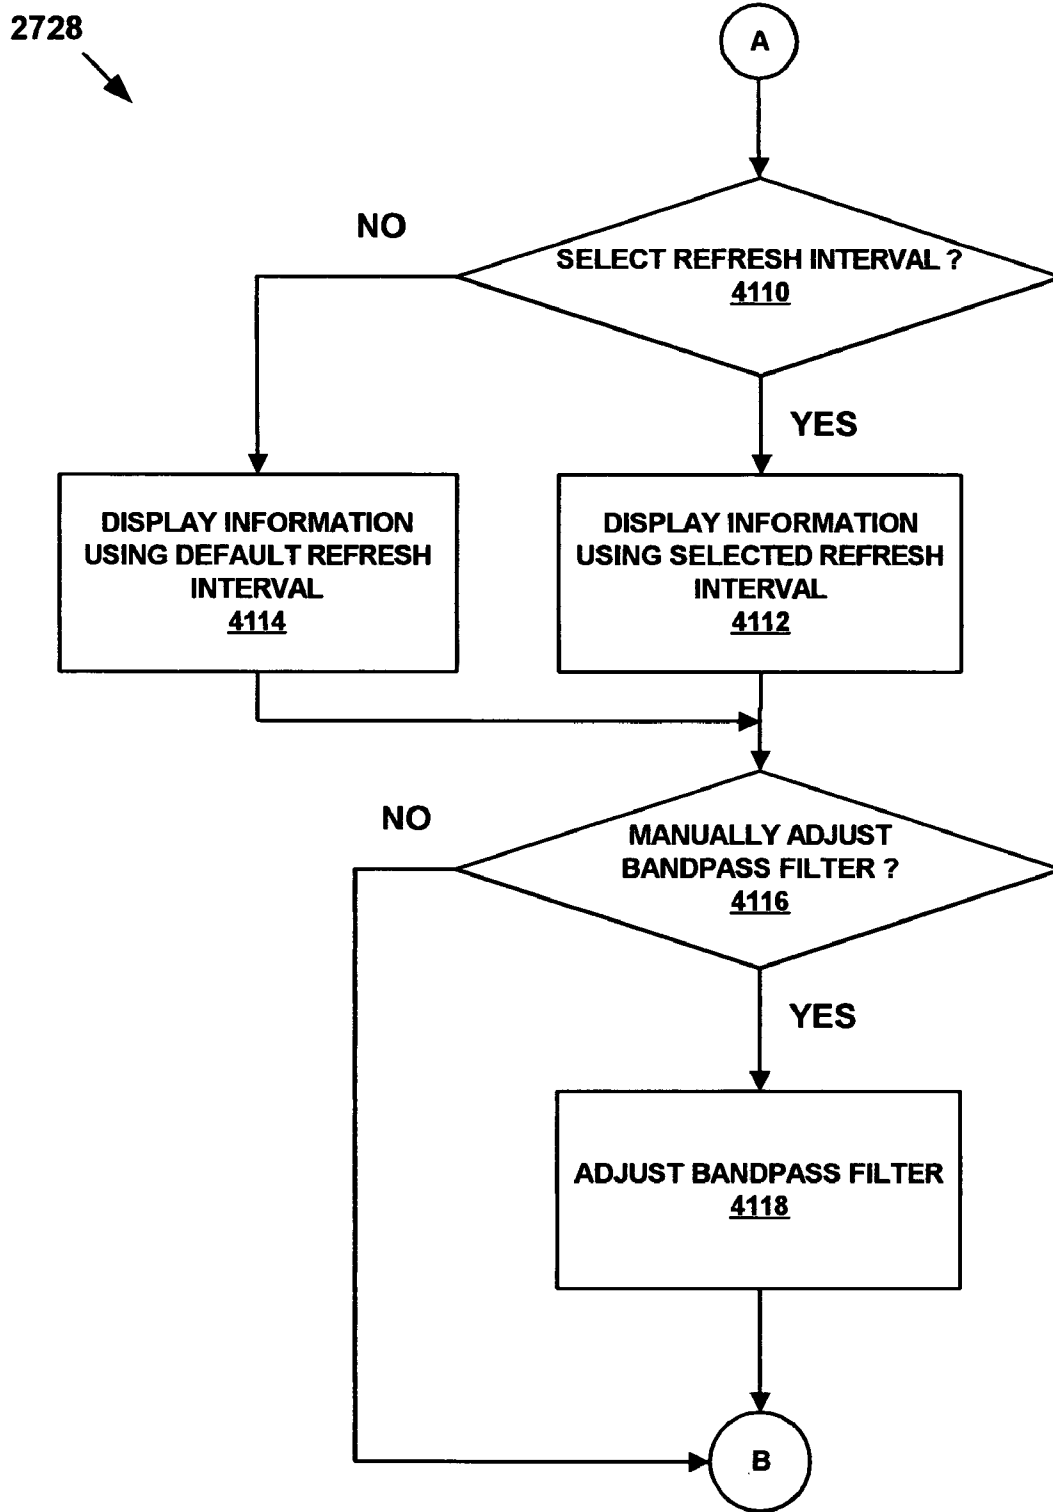 2728
A
NO
SELECT REFRESH INTERVAL ?
4110
YES
DISPLAY INFORMATION
USING DEFAULT REFRESH
INTERVAL
4114
DISPLAY INFORMATION
USING SELECTED REFRESH
INTERVAL
4112
NO
MANUALLY ADJUST
BANDPASS FILTER ?
4116
YES
ADJUST BANDPASS FILTER
4118
B